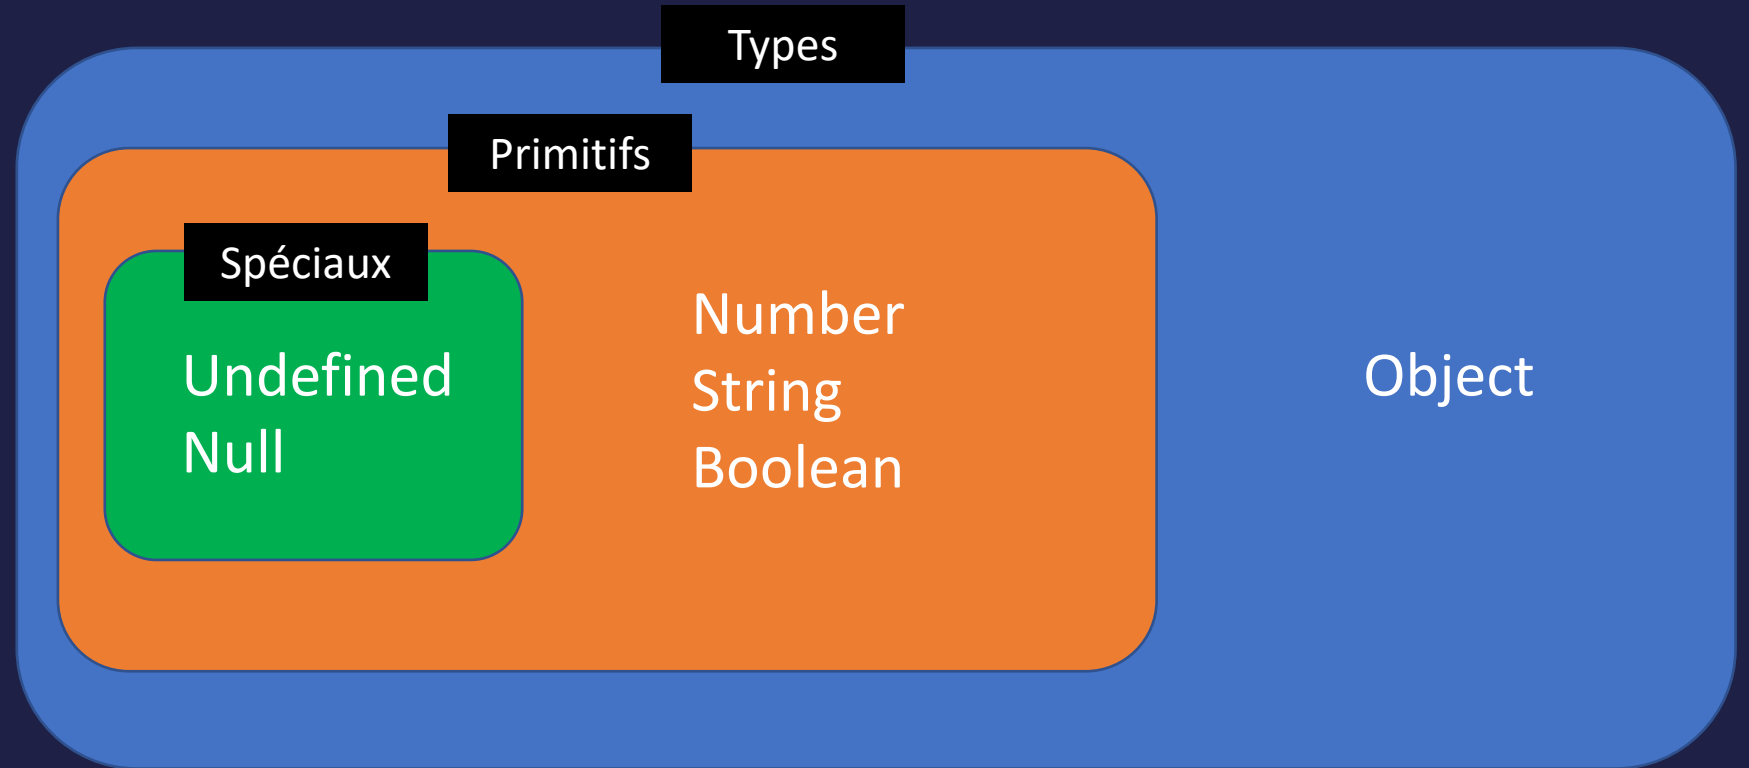 Types
Primitifs
Spéciaux
Undefined
Null
Number
String
Boolean
Object